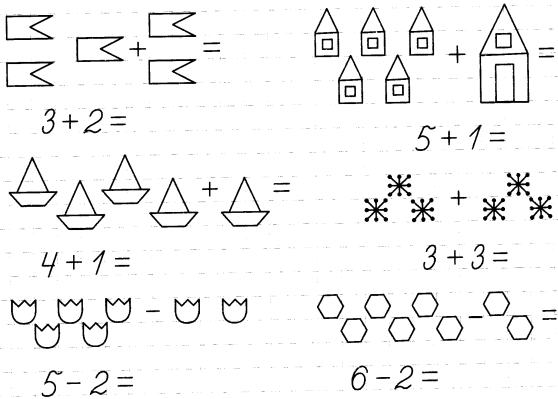 + =
+ =
3 + 2 =
5 + 1 =
+ =
+
4 + 1 =
3 + 3 =
-
- =
5 - 2 =
6 - 2 =